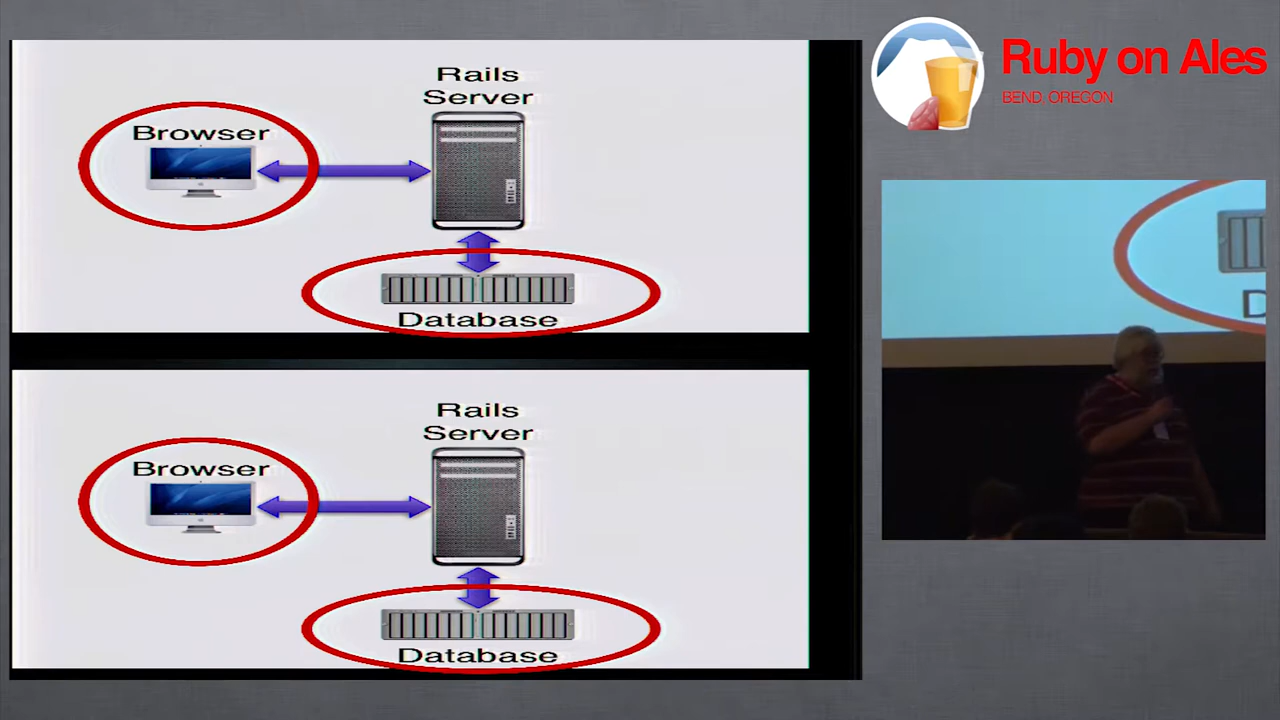 Rails
Server
Browser
Database
Rails
Server
Browser
Database
Ruby on Ales
BEND, OREGON
D